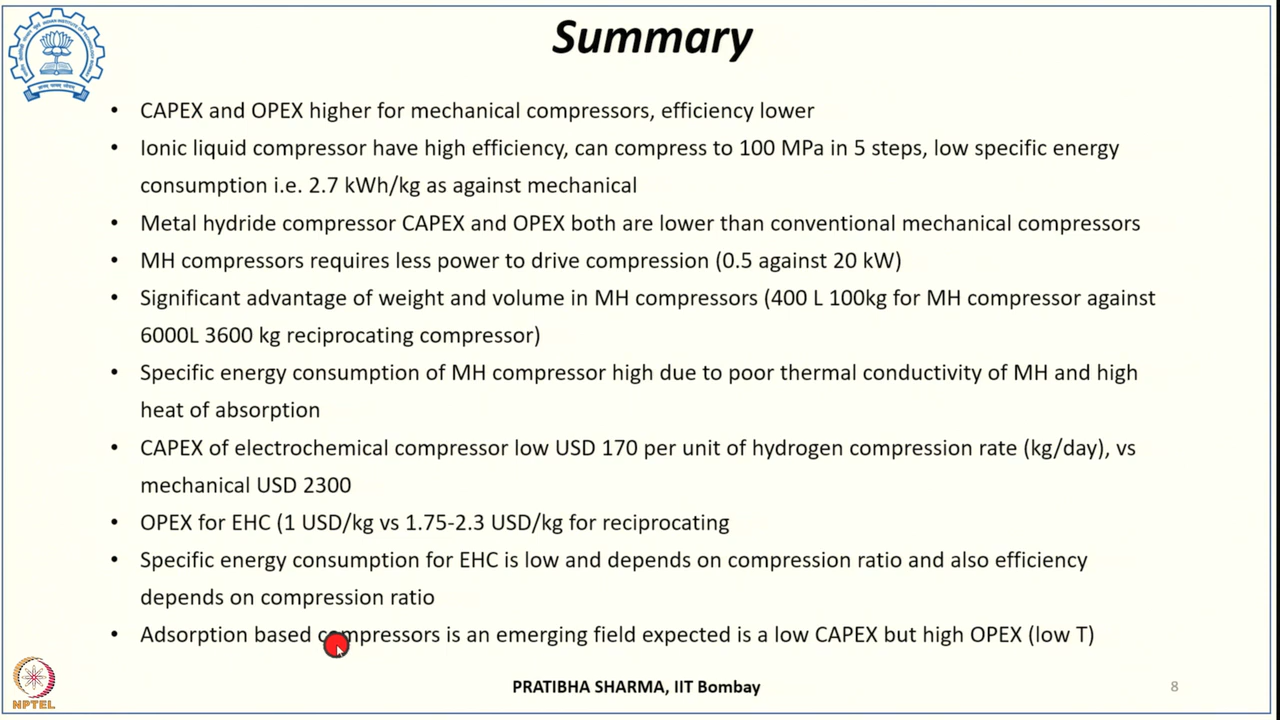 Summary
• CAPEX and OPEX higher for mechanical compressors, efficiency lower
• Ionic liquid compressor have high efficiency, can compress to 100 MPa in 5 steps, low specific energy
consumption i.e. 2.7 kWh/kg as against mechanical
• Metal hydride compressor CAPEX and OPEX both are lower than conventional mechanical compressors
• MH compressors requires less power to drive compression (0.5 against 20 kW)
• Significant advantage of weight and volume in MH compressors (400 L 100kg for MH compressor against
6000L 3600 kg reciprocating compressor)
• Specific energy consumption of MH compressor high due to poor thermal conductivity of MH and high
heat of absorption
• CAPEX of electrochemical compressor low USD 170 per unit of hydrogen compression rate (kg/day), vs
mechanical USD 2300
• OPEX for EHC (1 USD/kg vs 1.75-2.3 USD/kg for reciprocating
• Specific energy consumption for EHC is low and depends on compression ratio and also efficiency
depends on compression ratio
• Adsorption based compressors is an emerging field expected is a low CAPEX but high OPEX (low T)
PRATIBHA SHARMA, IIT Bombay
8
NPTEL